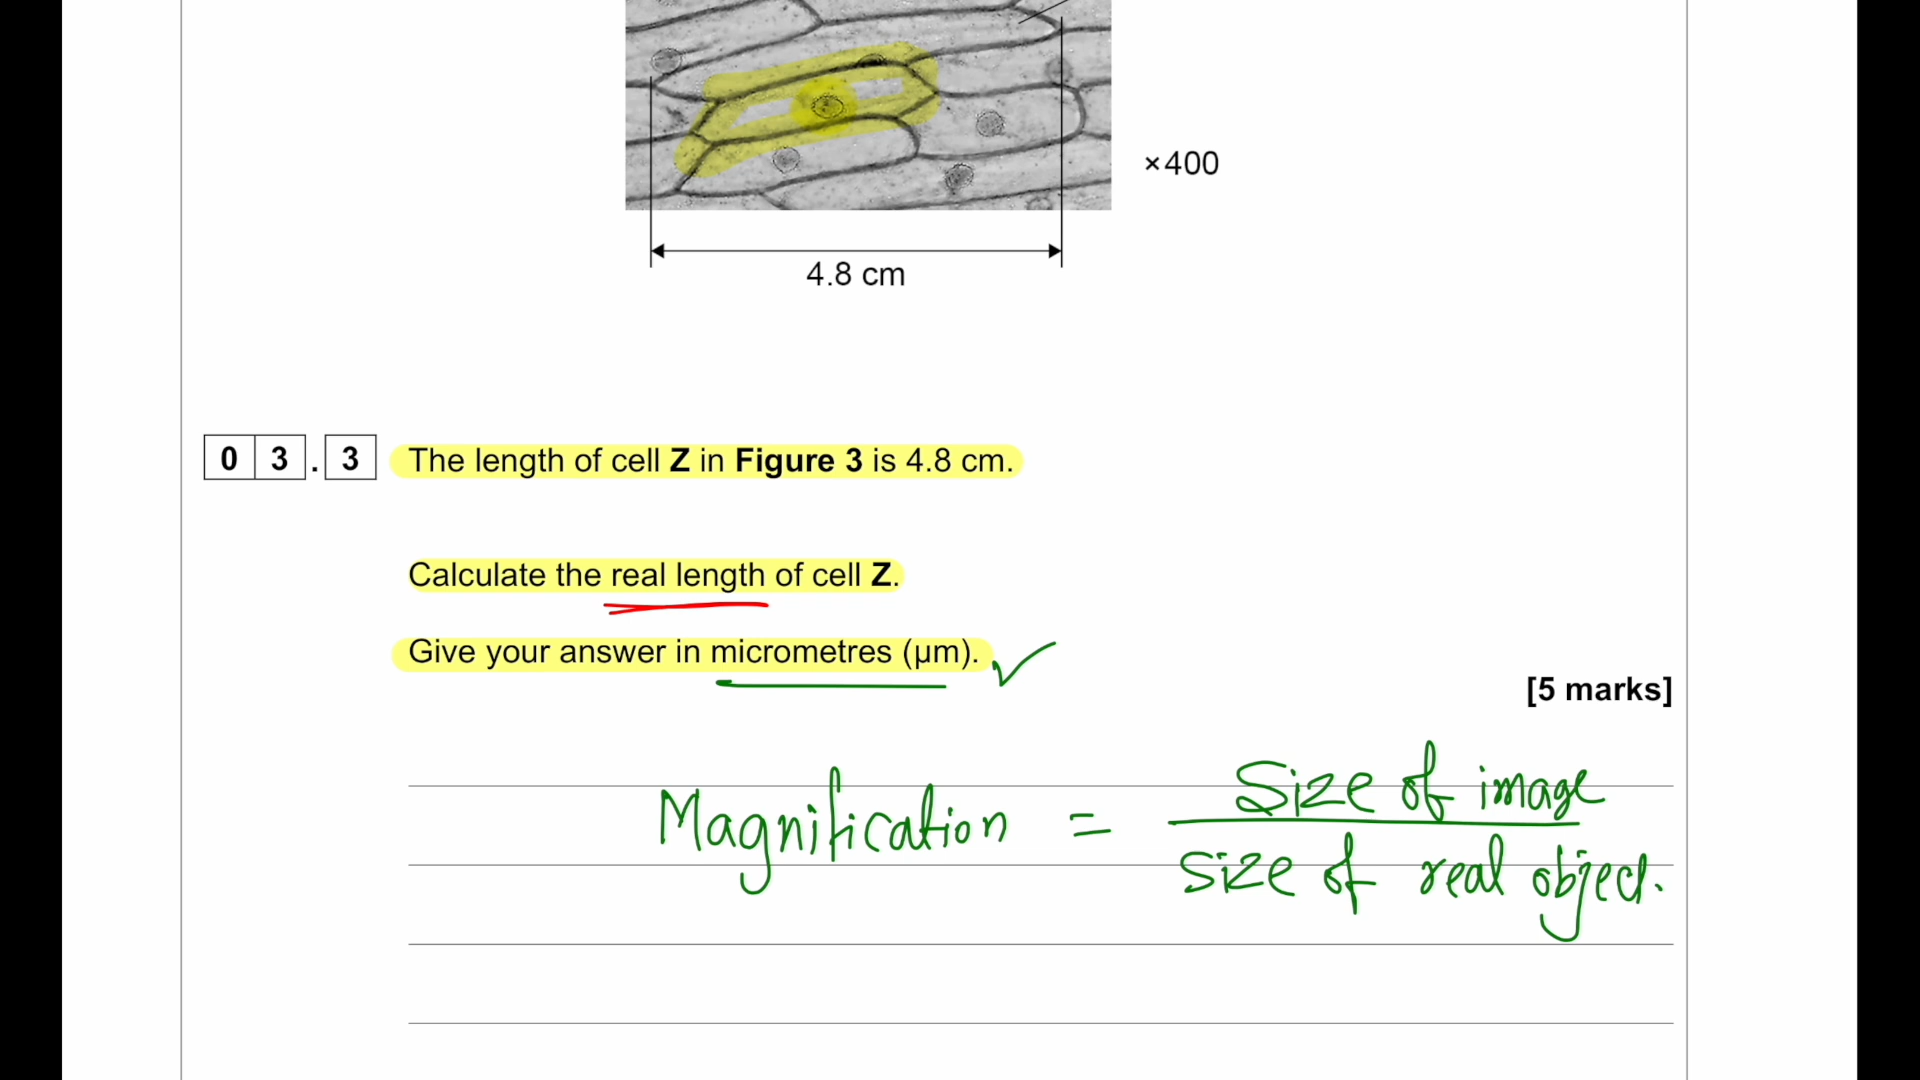 ×400
4.8 cm
0 3 . 3 The length of cell Z in Figure 3 is 4.8 cm.
Calculate the real length of cell Z.
Give your answer in micrometres (µm).
[5 marks]
Magnification = Size of image
Size of real object.